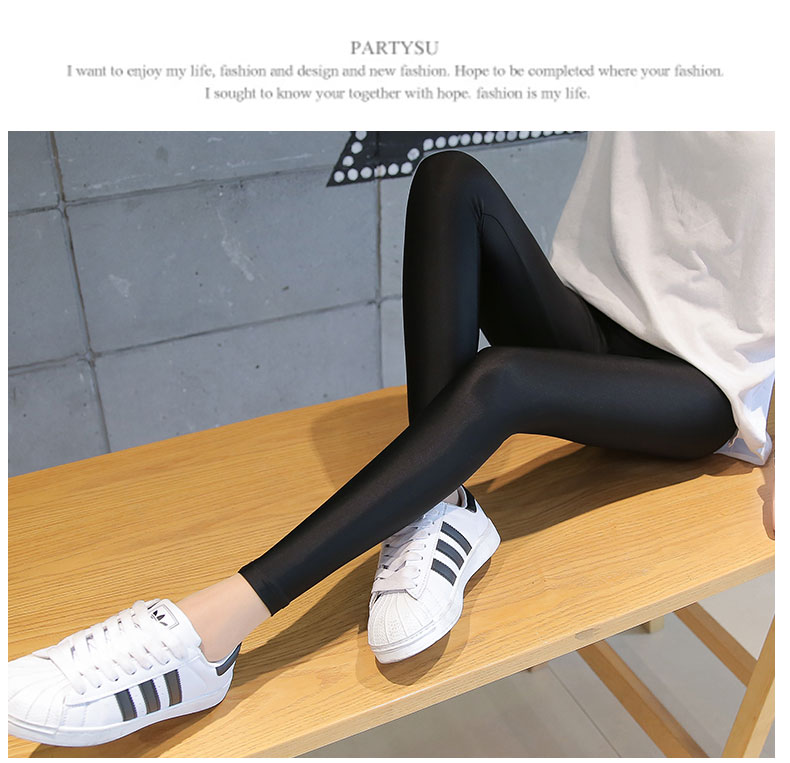 PARTYSU
I want to enjoy my life, fashion and design and new fashion. Hope to be completed where your fashion.
I sought to know your together with hope. fashion is my life.